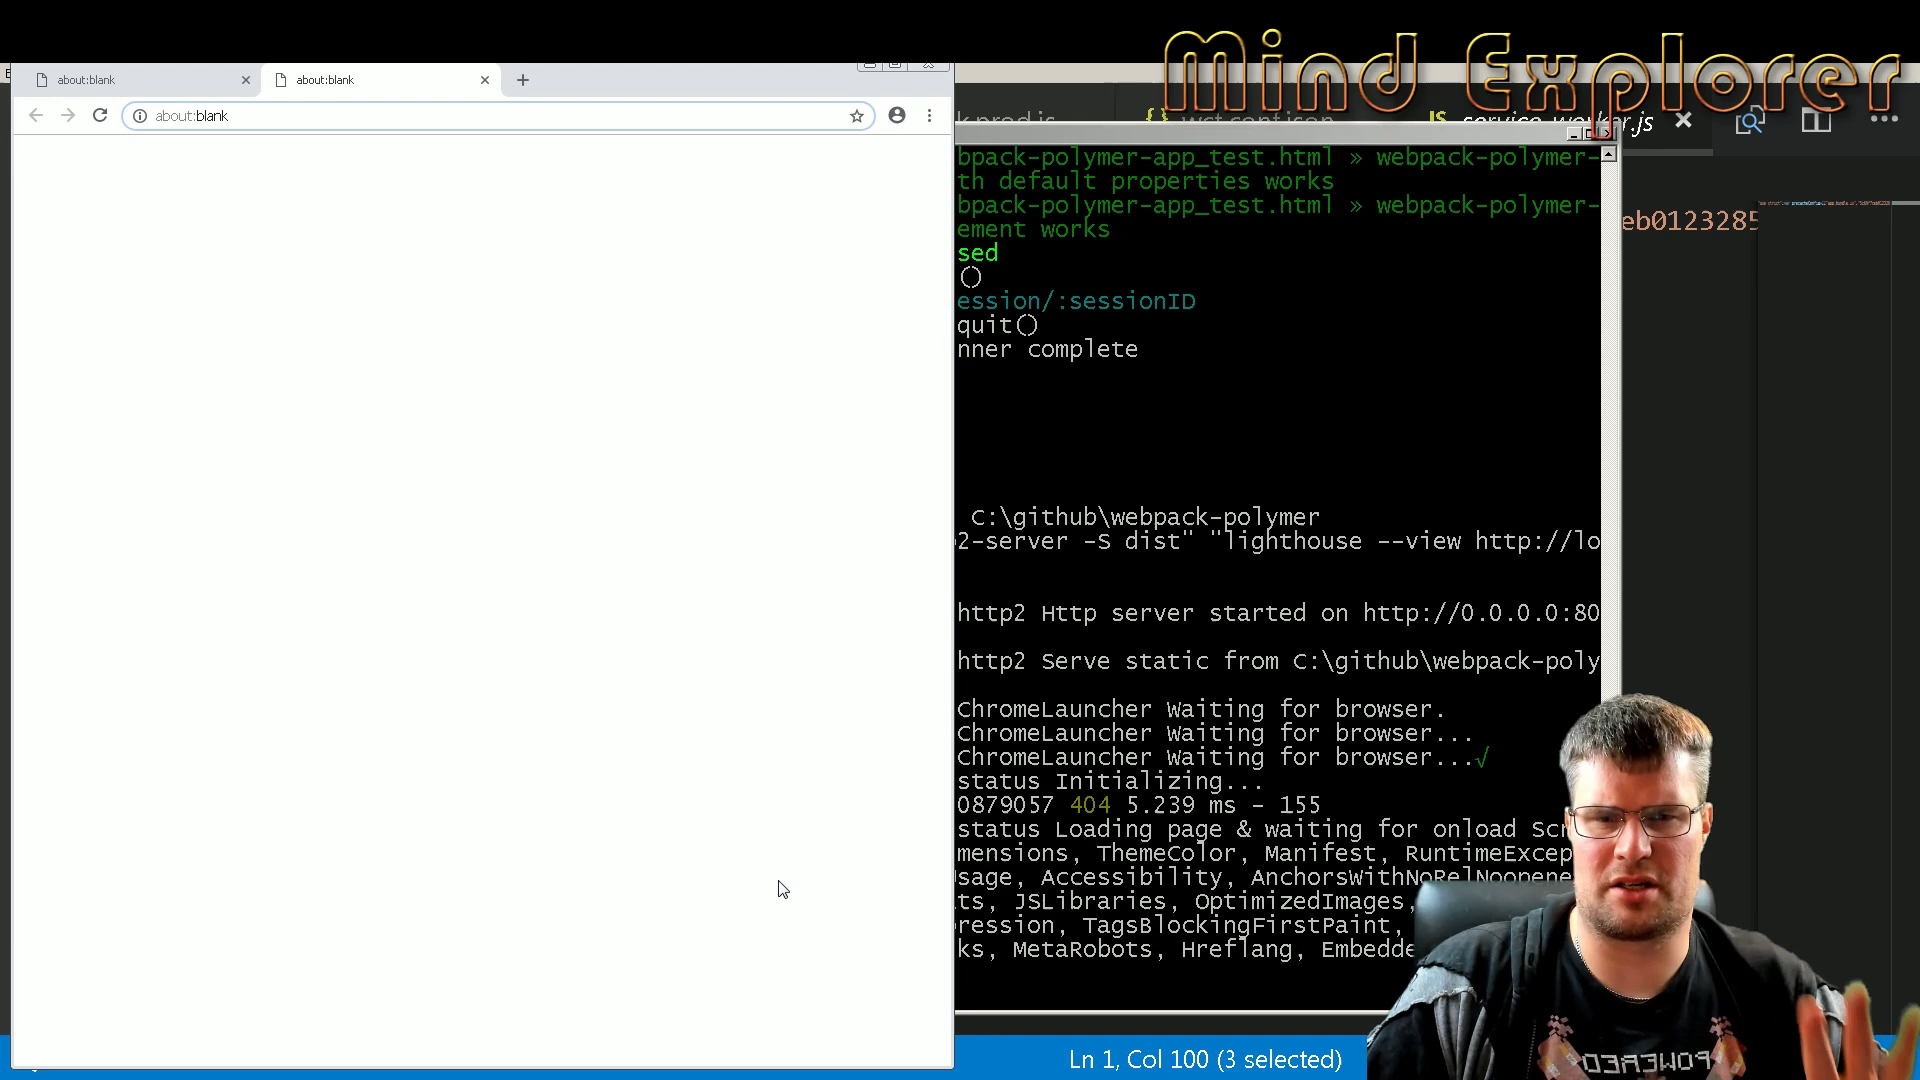 Mind Explorer
about:blank
about:blank
about:blank
service-worker.js
bpack-polymer-app_test.html » webpack-polymer-
th default properties works
bpack-polymer-app_test.html » webpack-polymer-
ement works
sed
()
ession/:sessionID
quit()
nner complete
eb0123285
C:\github\webpack-polymer
2-server -S dist" "lighthouse --view http://lo
http2 Http server started on http://0.0.0.0:80
http2 Serve static from C:\github\webpack-poly
ChromeLauncher Waiting for browser.
ChromeLauncher Waiting for browser...
ChromeLauncher Waiting for browser...√
status Initializing...
0879057 404 5.239 ms - 155
status Loading page & waiting for onload Scr
mensions, ThemeColor, Manifest, RuntimeExcep
sage, Accessibility, AnchorsWithNoRelNoopene
ts, JSLibraries, OptimizedImages,
ression, TagsBlockingFirstPaint,
ks, MetaRobots, Hreflang, Embedde
Ln 1, Col 100 (3 selected)
POWERED